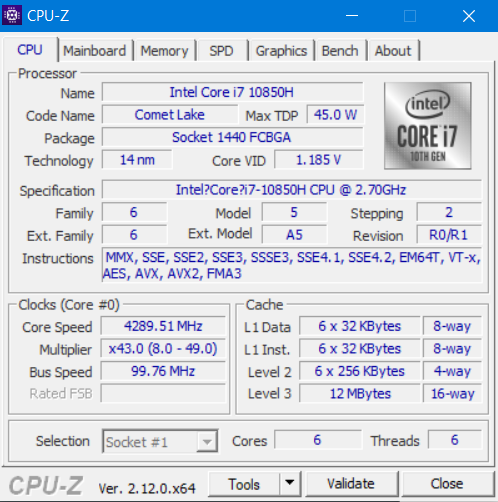 CPU-Z
CPU Mainboard Memory SPD Graphics Bench About
Processor
Name Intel Core i7 10850H
Code Name Comet Lake Max TDP 45.0 W
Package Socket 1440 FCBGA
Technology 14 nm Core VID 1.185 V
intel
CORE i7
10TH GEN
Specification Intel?Core?i7-10850H CPU @ 2.70GHz
Family 6 Model 5 Stepping 2
Ext. Family 6 Ext. Model A5 Revision R0/R1
Instructions MMX, SSE, SSE2, SSE3, SSSE3, SSE4.1, SSE4.2, EM64T, VT-x,
AES, AVX, AVX2, FMA3
Clocks (Core #0)
Core Speed 4289.51 MHz
Multiplier x43.0 (8.0 - 49.0)
Bus Speed 99.76 MHz
Rated FSB
Cache
L1 Data 6 x 32 KBytes 8-way
L1 Inst. 6 x 32 KBytes 8-way
Level 2 6 x 256 KBytes 4-way
Level 3 12 MBytes 16-way
Selection Socket #1 Cores 6 Threads 6
CPU-Z Ver. 2.12.0.x64 Tools Validate Close